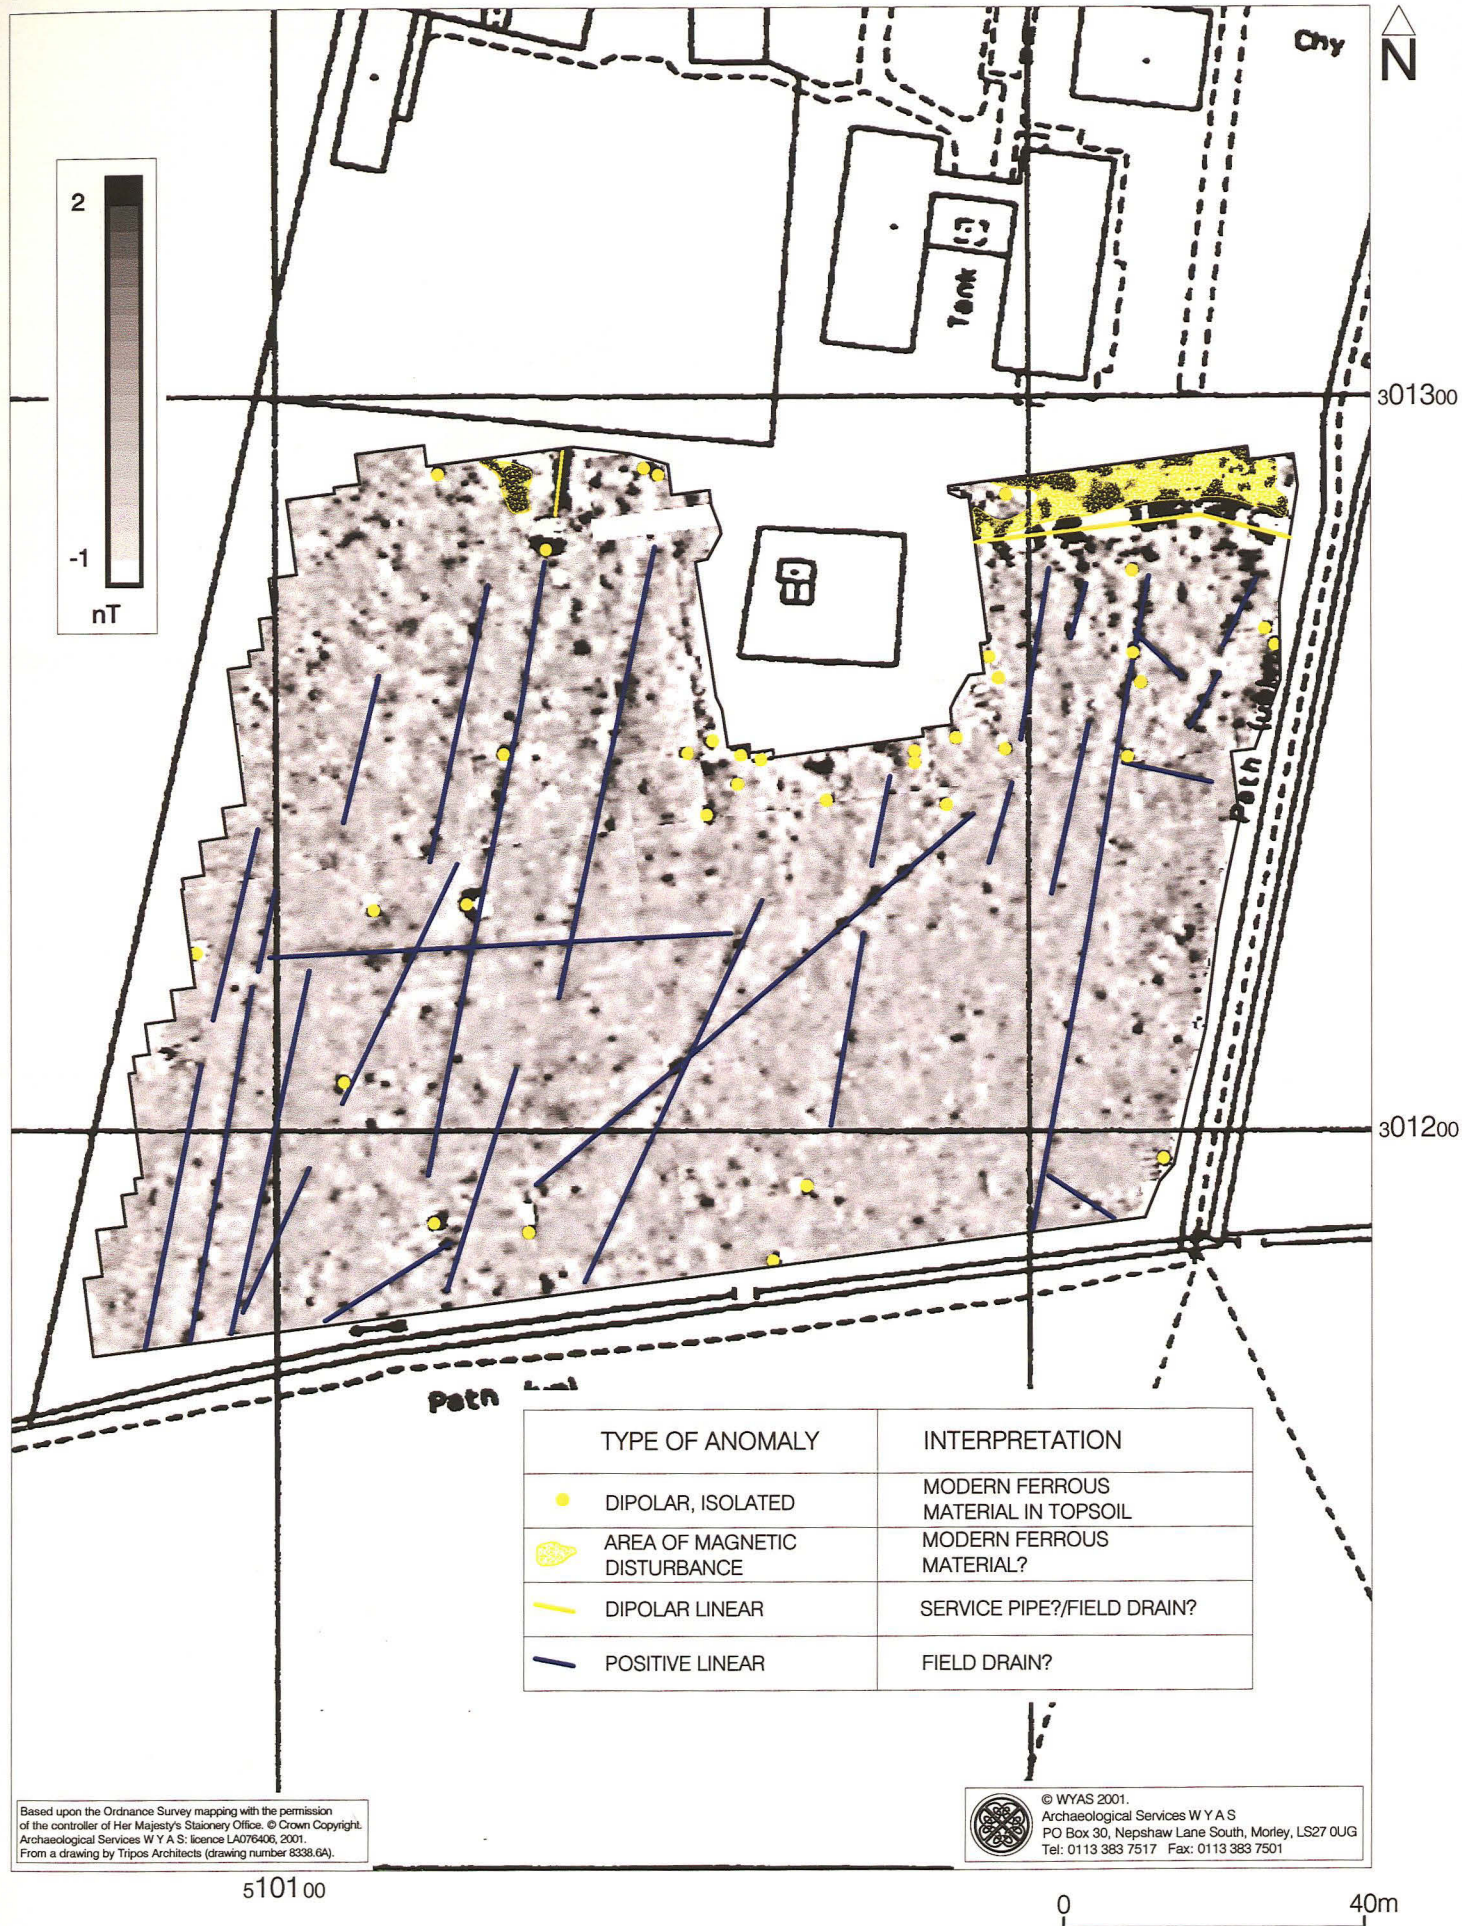 Chy
N
2
-1
nT
Tank
301300
Path
301200
Path
TYPE OF ANOMALY INTERPRETATION
DIPOLAR, ISOLATED
MODERN FERROUS
MATERIAL IN TOPSOIL
AREA OF MAGNETIC
DISTURBANCE
MODERN FERROUS
MATERIAL?
DIPOLAR LINEAR
SERVICE PIPE?/FIELD DRAIN?
POSITIVE LINEAR
FIELD DRAIN?
Based upon the Ordnance Survey mapping with the permission
of the controller of Her Majesty's Staionery Office. © Crown Copyright.
Archaeological Services W Y A S: licence LA076406, 2001.
From a drawing by Tripos Architects (drawing number 8338.6A).
© WYAS 2001.
Archaeological Services W Y A S
PO Box 30, Nepshaw Lane South, Morley, LS27 0UG
Tel: 0113 383 7517 Fax: 0113 383 7501
510100
0 40m